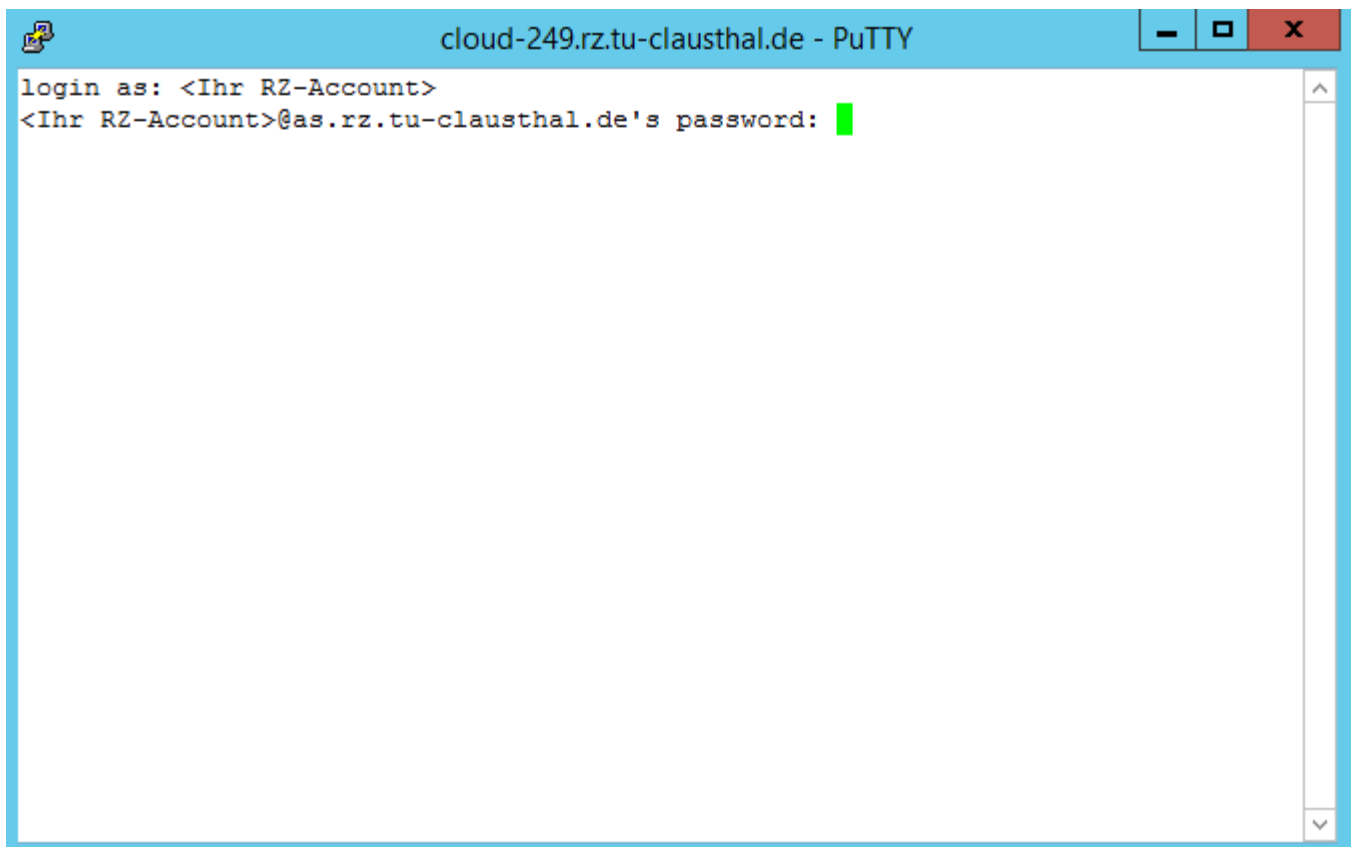 cloud-249.rz.tu-clausthal.de - PuTTY
login as: <Ihr RZ-Account>
<Ihr RZ-Account>@as.rz.tu-clausthal.de's password: